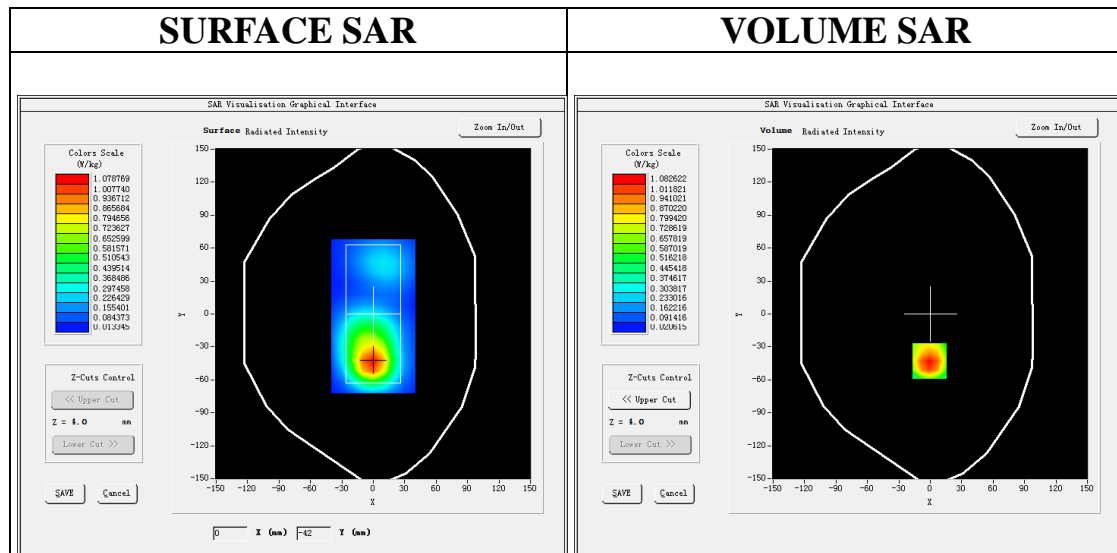 SURFACE SAR
VOLUME SAR
SAR Visualisation Graphical Interface
Surface Radiated Intensity
Zoom In/Out
Colors Scale
(W/kg)
1.078769
1.007740
0.936712
0.865684
0.794656
0.723627
0.652599
0.581571
0.510543
0.439514
0.368486
0.297458
0.226429
0.155401
0.084373
0.013345
Z-Cuts Control
<< Upper Cut
Z = 4.0 mm
Lower Cut >>
SAVE
Cancel
150
120
90
60
30
0
-30
-60
-90
-120
-150
Y
-150 -120 -90 -60 -30 0 30 60 90 120 150
X
0 X (mm) -42 Y (mm)
SAR Visualisation Graphical Interface
Volume Radiated Intensity
Zoom In/Out
Colors Scale
(W/kg)
1.082622
1.011821
0.941021
0.870220
0.799420
0.728619
0.657819
0.587019
0.516218
0.445418
0.374617
0.303817
0.233016
0.162216
0.091416
0.020615
Z-Cuts Control
<< Upper Cut
Z = 4.0 mm
Lower Cut >>
SAVE
Cancel
150
120
90
60
30
0
-30
-60
-90
-120
-150
Y
-150 -120 -90 -60 -30 0 30 60 90 120 150
X